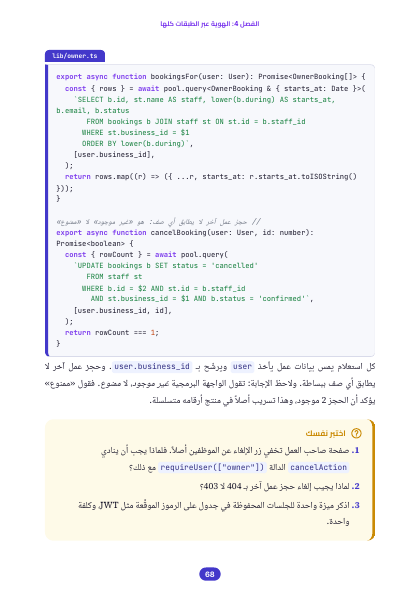 الفصل 4: الهوية عبر الطبقات كلها
lib/owner.ts
export async function bookingsFor(user: User): Promise<OwnerBooking[]> {
  const { rows } = await pool.query<OwnerBooking & { starts_at: Date }>(
    `SELECT b.id, st.name AS staff, lower(b.during) AS starts_at,
b.email, b.status
       FROM bookings b JOIN staff st ON st.id = b.staff_id
      WHERE st.business_id = $1
      ORDER BY lower(b.during)`,
    [user.business_id],
  );
  return rows.map((r) => ({ ...r, starts_at: r.starts_at.toISOString()
}));
}
// حجز عمل آخر لا يطابق أي صف: هو «غير موجود» لا «ممنوع»
export async function cancelBooking(user: User, id: number):
Promise<boolean> {
  const { rowCount } = await pool.query(
    `UPDATE bookings b SET status = 'cancelled'
       FROM staff st
      WHERE b.id = $2 AND st.id = b.staff_id
        AND st.business_id = $1 AND b.status = 'confirmed'`,
    [user.business_id, id],
  );
  return rowCount === 1;
}
كل استعلام يمس بيانات عمل يأخذ user ويرشّح بـ user.business_id. وحجز عمل آخر لا
يطابق أي صف ببساطة. ولاحظ الإجابة: تقول الواجهة البرمجية غير موجود، لا ممنوع. فقول «ممنوع»
يؤكد أن الحجز 2 موجود، وهذا تسريب أصلاً في منتج أرقامه متسلسلة.
اختبر نفسك
1. صفحة صاحب العمل تخفي زر الإلغاء عن الموظفين أصلاً. فلماذا يجب أن ينادي
cancelAction الدالة requireUser(["owner"]) مع ذلك؟
2. لماذا يجيب إلغاء حجز عمل آخر بـ 404 لا 403؟
3. اذكر ميزة واحدة للجلسات المحفوظة في جدول على الرموز الموقَّعة مثل JWT، وكلفة
واحدة.
68